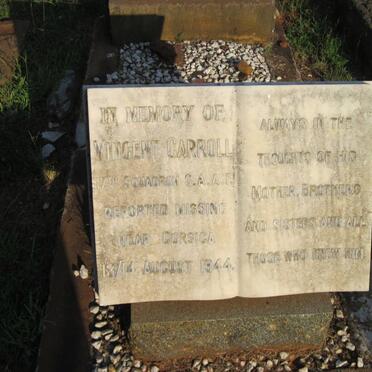 IN MEMORY OF
VINCENT CARROLL
SQUADRON S.A.A.F.
REPORTED MISSING
NEAR CORSICA
AUGUST 1944.
ALWAYS IN THE
THOUGHTS OF HIS
MOTHER, BROTHERS
AND SISTERS AND ALL
THOSE WHO KNEW HIM